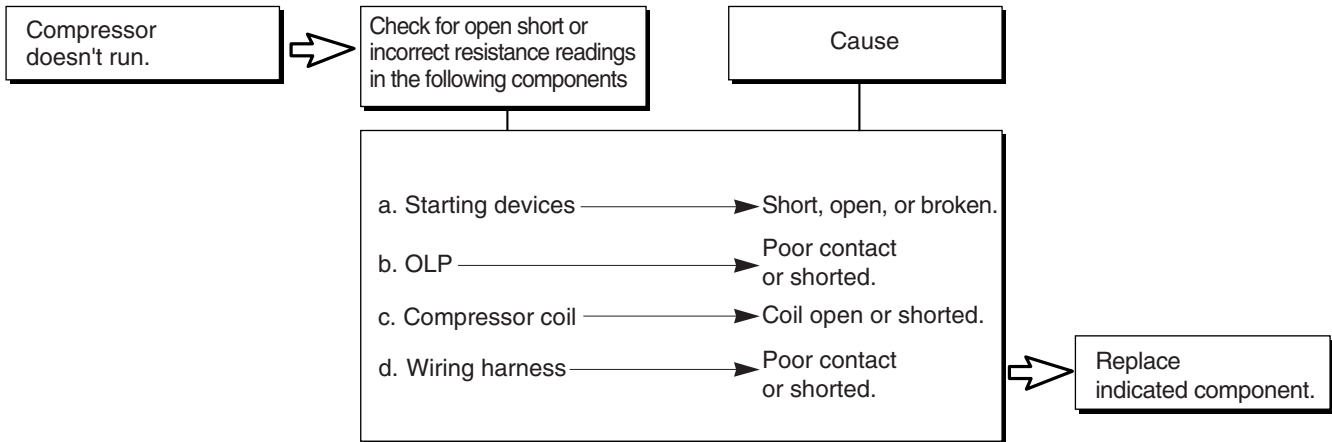 Compressor
doesn't run.
Check for open short or
incorrect resistance readings
in the following components
Cause
a. Starting devices
Short, open, or broken.
b. OLP
Poor contact
or shorted.
c. Compressor coil
Coil open or shorted.
d. Wiring harness
Poor contact
or shorted.
Replace
indicated component.